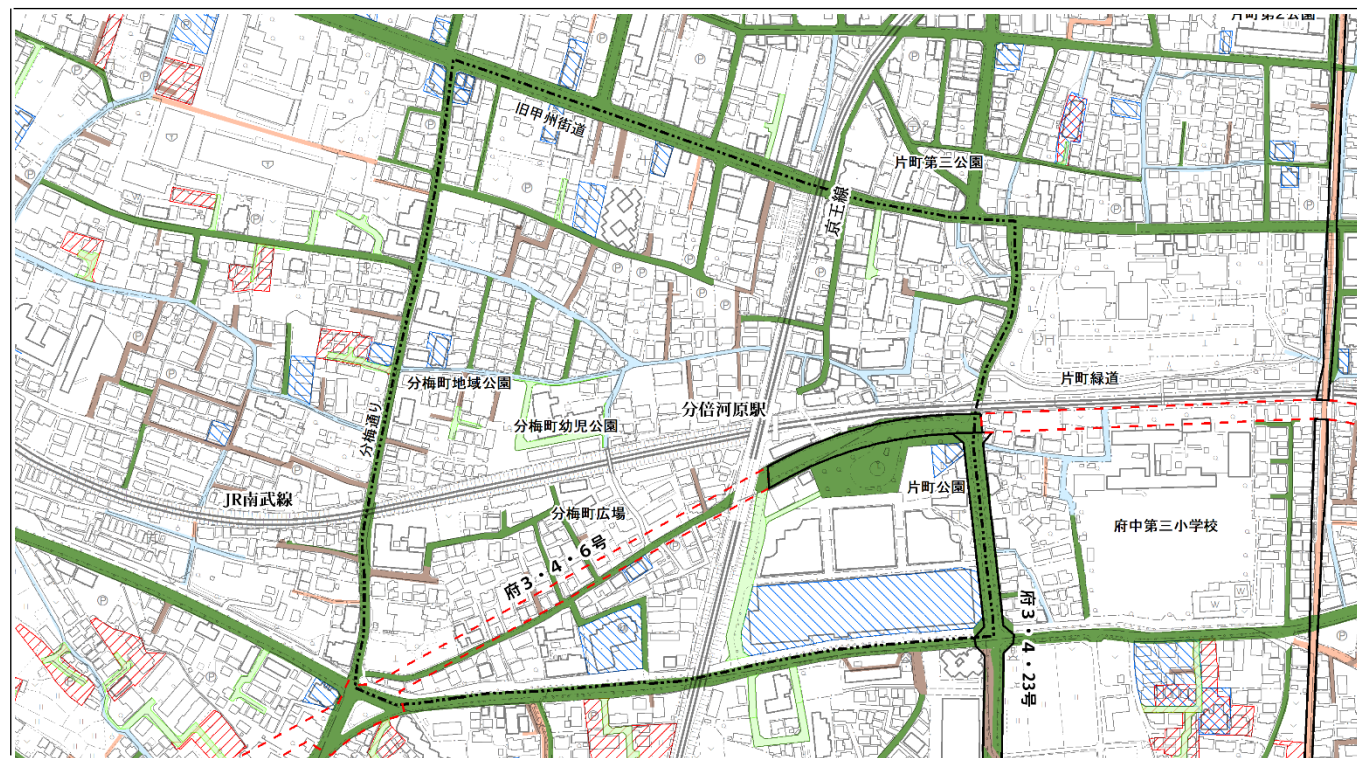 片町第2公園
旧甲州街道
片町第三公園
京王線
分梅町地域公園
片町緑道
分倍河原駅
分梅町幼児公園
分梅通り
JR南武線
片町公園
分梅町広場
府中第三小学校
府3・4・6号
府3・4・23号